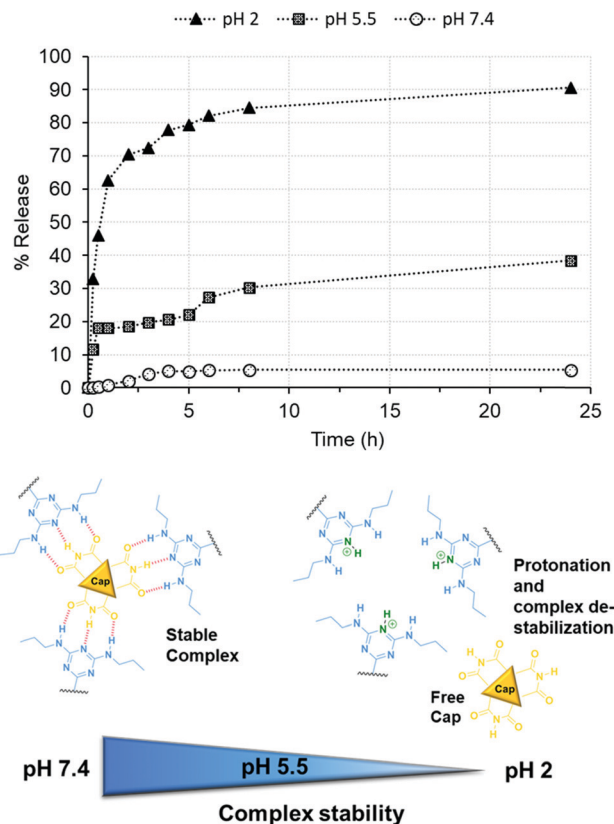 pH 2 pH 5.5 pH 7.4
100
90
80
70
60
50
40
30
20
10
0
% Release
0 5 10 15 20 25
Time (h)
N N N H N N H
N H O O N O O H N
Cap
O N O H O O N H N
Stable
Complex
N N N H N H N H
N N N H H N H N
Protonation
and
complex de-
stabilization
N H N N N H N H
Free
Cap
Cap
O N O H O N H O O N O H
pH 7.4 pH 5.5 pH 2
Complex stability